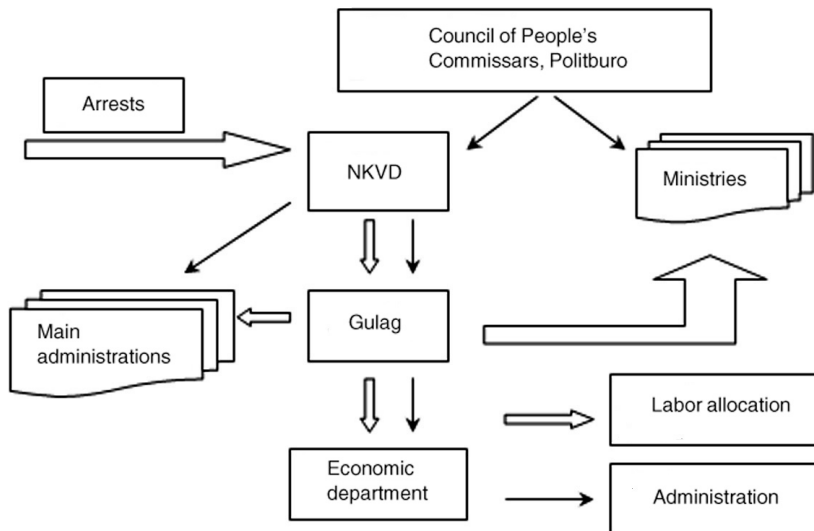 Council of People's
Commissars, Politburo
Arrests
NKVD
Ministries
Main
administrations
Gulag
Labor allocation
Economic
department
Administration